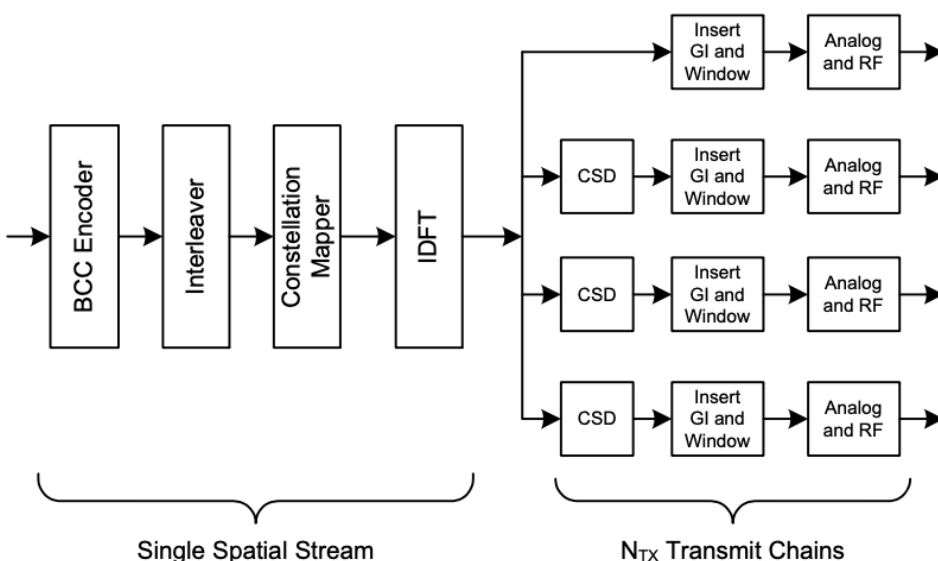 BCC Encoder
Interleaver
Constellation
Mapper
IDFT
Insert
GI and
Window
Analog
and RF
CSD
Insert
GI and
Window
Analog
and RF
CSD
Insert
GI and
Window
Analog
and RF
CSD
Insert
GI and
Window
Analog
and RF
Single Spatial Stream
N_TX Transmit Chains